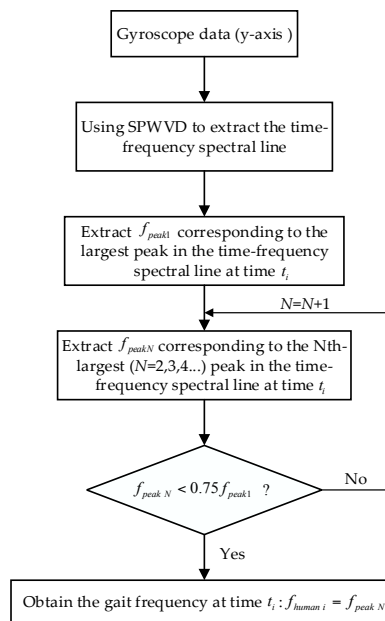 Gyroscope data (y-axis )
Using SPWVD to extract the time-
frequency spectral line
Extract f_peak1 corresponding to the
largest peak in the time-frequency
spectral line at time t_i
N=N+1
Extract f_peakN corresponding to the Nth-
largest (N=2,3,4...) peak in the time-
frequency spectral line at time t_i
f_peak N < 0.75 f_peak1 ?
No
Yes
Obtain the gait frequency at time t_i : f_human i = f_peak N